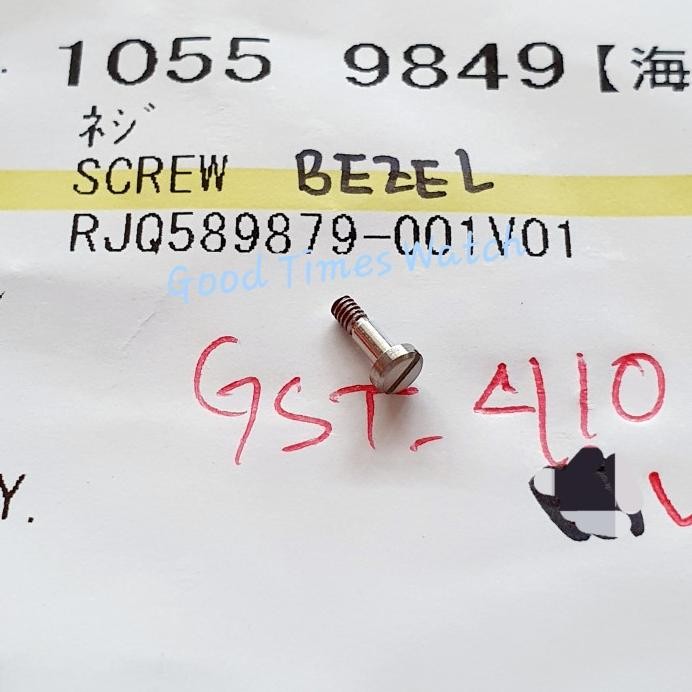 1055 9849【海
ネジ
SCREW BEZEL
RJQ589879-001V01
Good Times Watch
GST-410
Y.